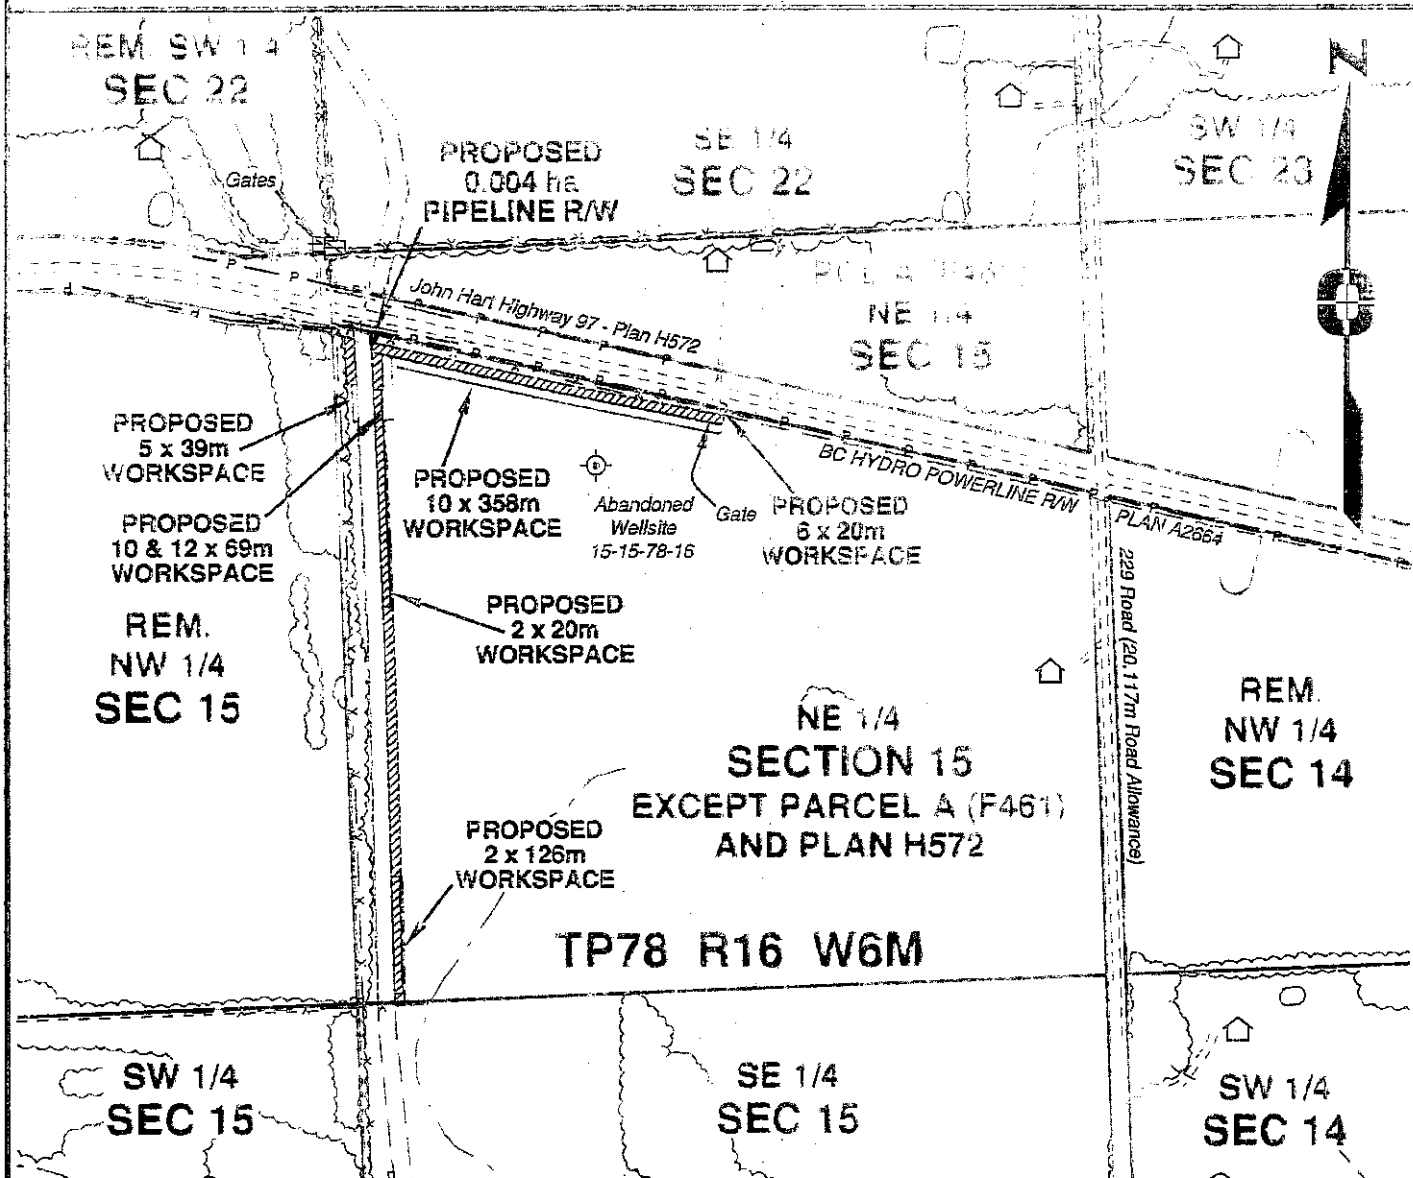 REM. SW 1/4
SEC 22
Gates
PROPOSED
0.004 ha
PIPELINE R/W
SE 1/4
SEC 22
SW 1/4
SEC 23
N
John Hart Highway 97 - Plan H572
NE 1/4
SEC 15
PROPOSED
5 x 39m
WORKSPACE
PROPOSED
10 & 12 x 69m
WORKSPACE
PROPOSED
10 x 358m
WORKSPACE
Abandoned
Wellsite
15-15-78-16
Gate
PROPOSED
6 x 20m
WORKSPACE
BC HYDRO POWERLINE R/W
PLAN A2664
229 Road (20.117m Road Allowance)
PROPOSED
2 x 20m
WORKSPACE
REM.
NW 1/4
SEC 15
NE 1/4
SECTION 15
EXCEPT PARCEL A (F461)
AND PLAN H572
REM.
NW 1/4
SEC 14
PROPOSED
2 x 126m
WORKSPACE
TP78 R16 W6M
SW 1/4
SEC 15
SE 1/4
SEC 15
SW 1/4
SEC 14